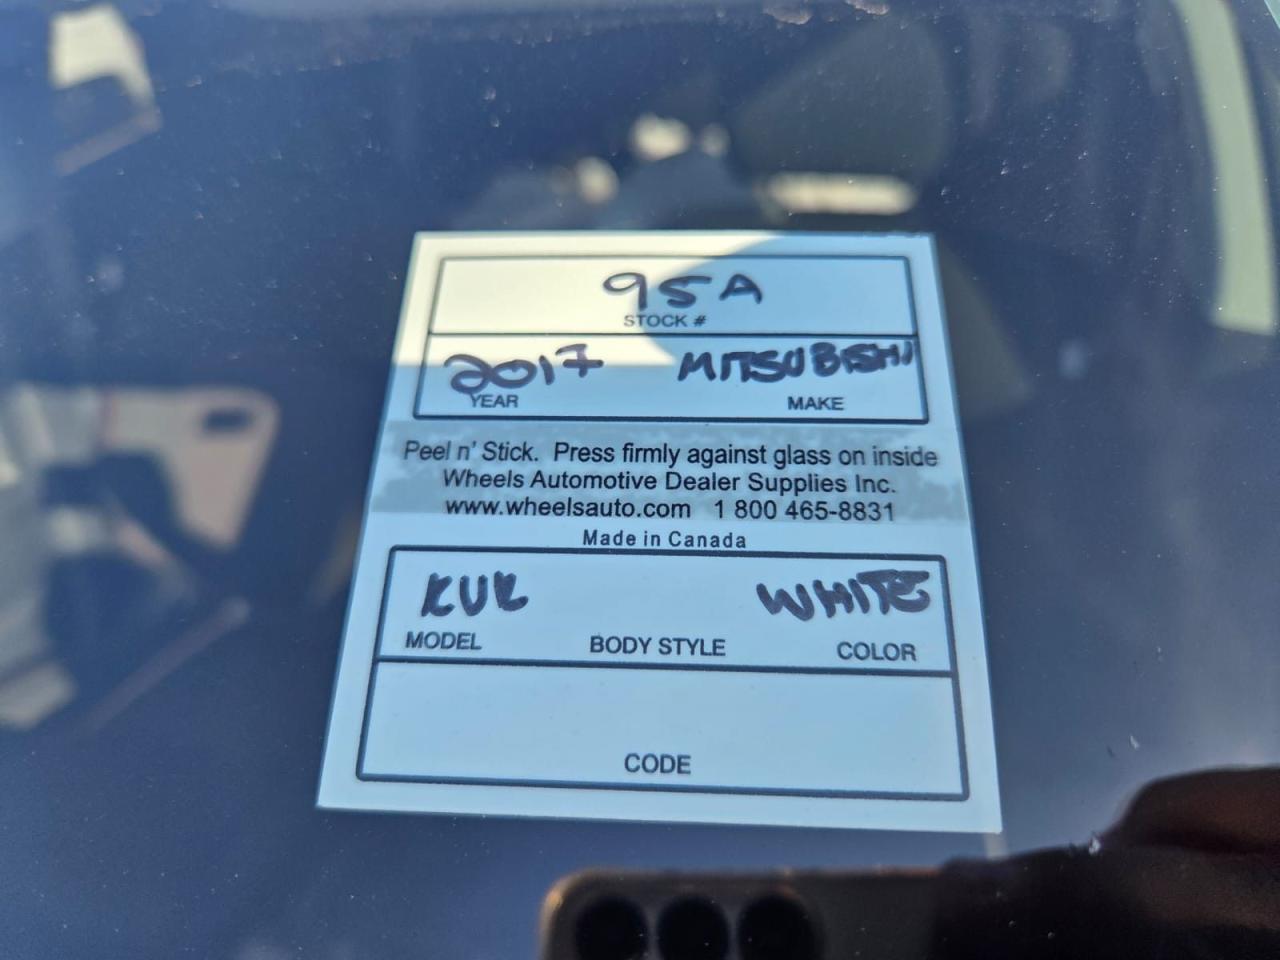 95A
STOCK #
2017 MITSUBISHI
YEAR MAKE
Peel n' Stick. Press firmly against glass on inside
Wheels Automotive Dealer Supplies Inc.
www.wheelsauto.com 1 800 465-8831
Made in Canada
WHITE
MODEL BODY STYLE COLOR
CODE